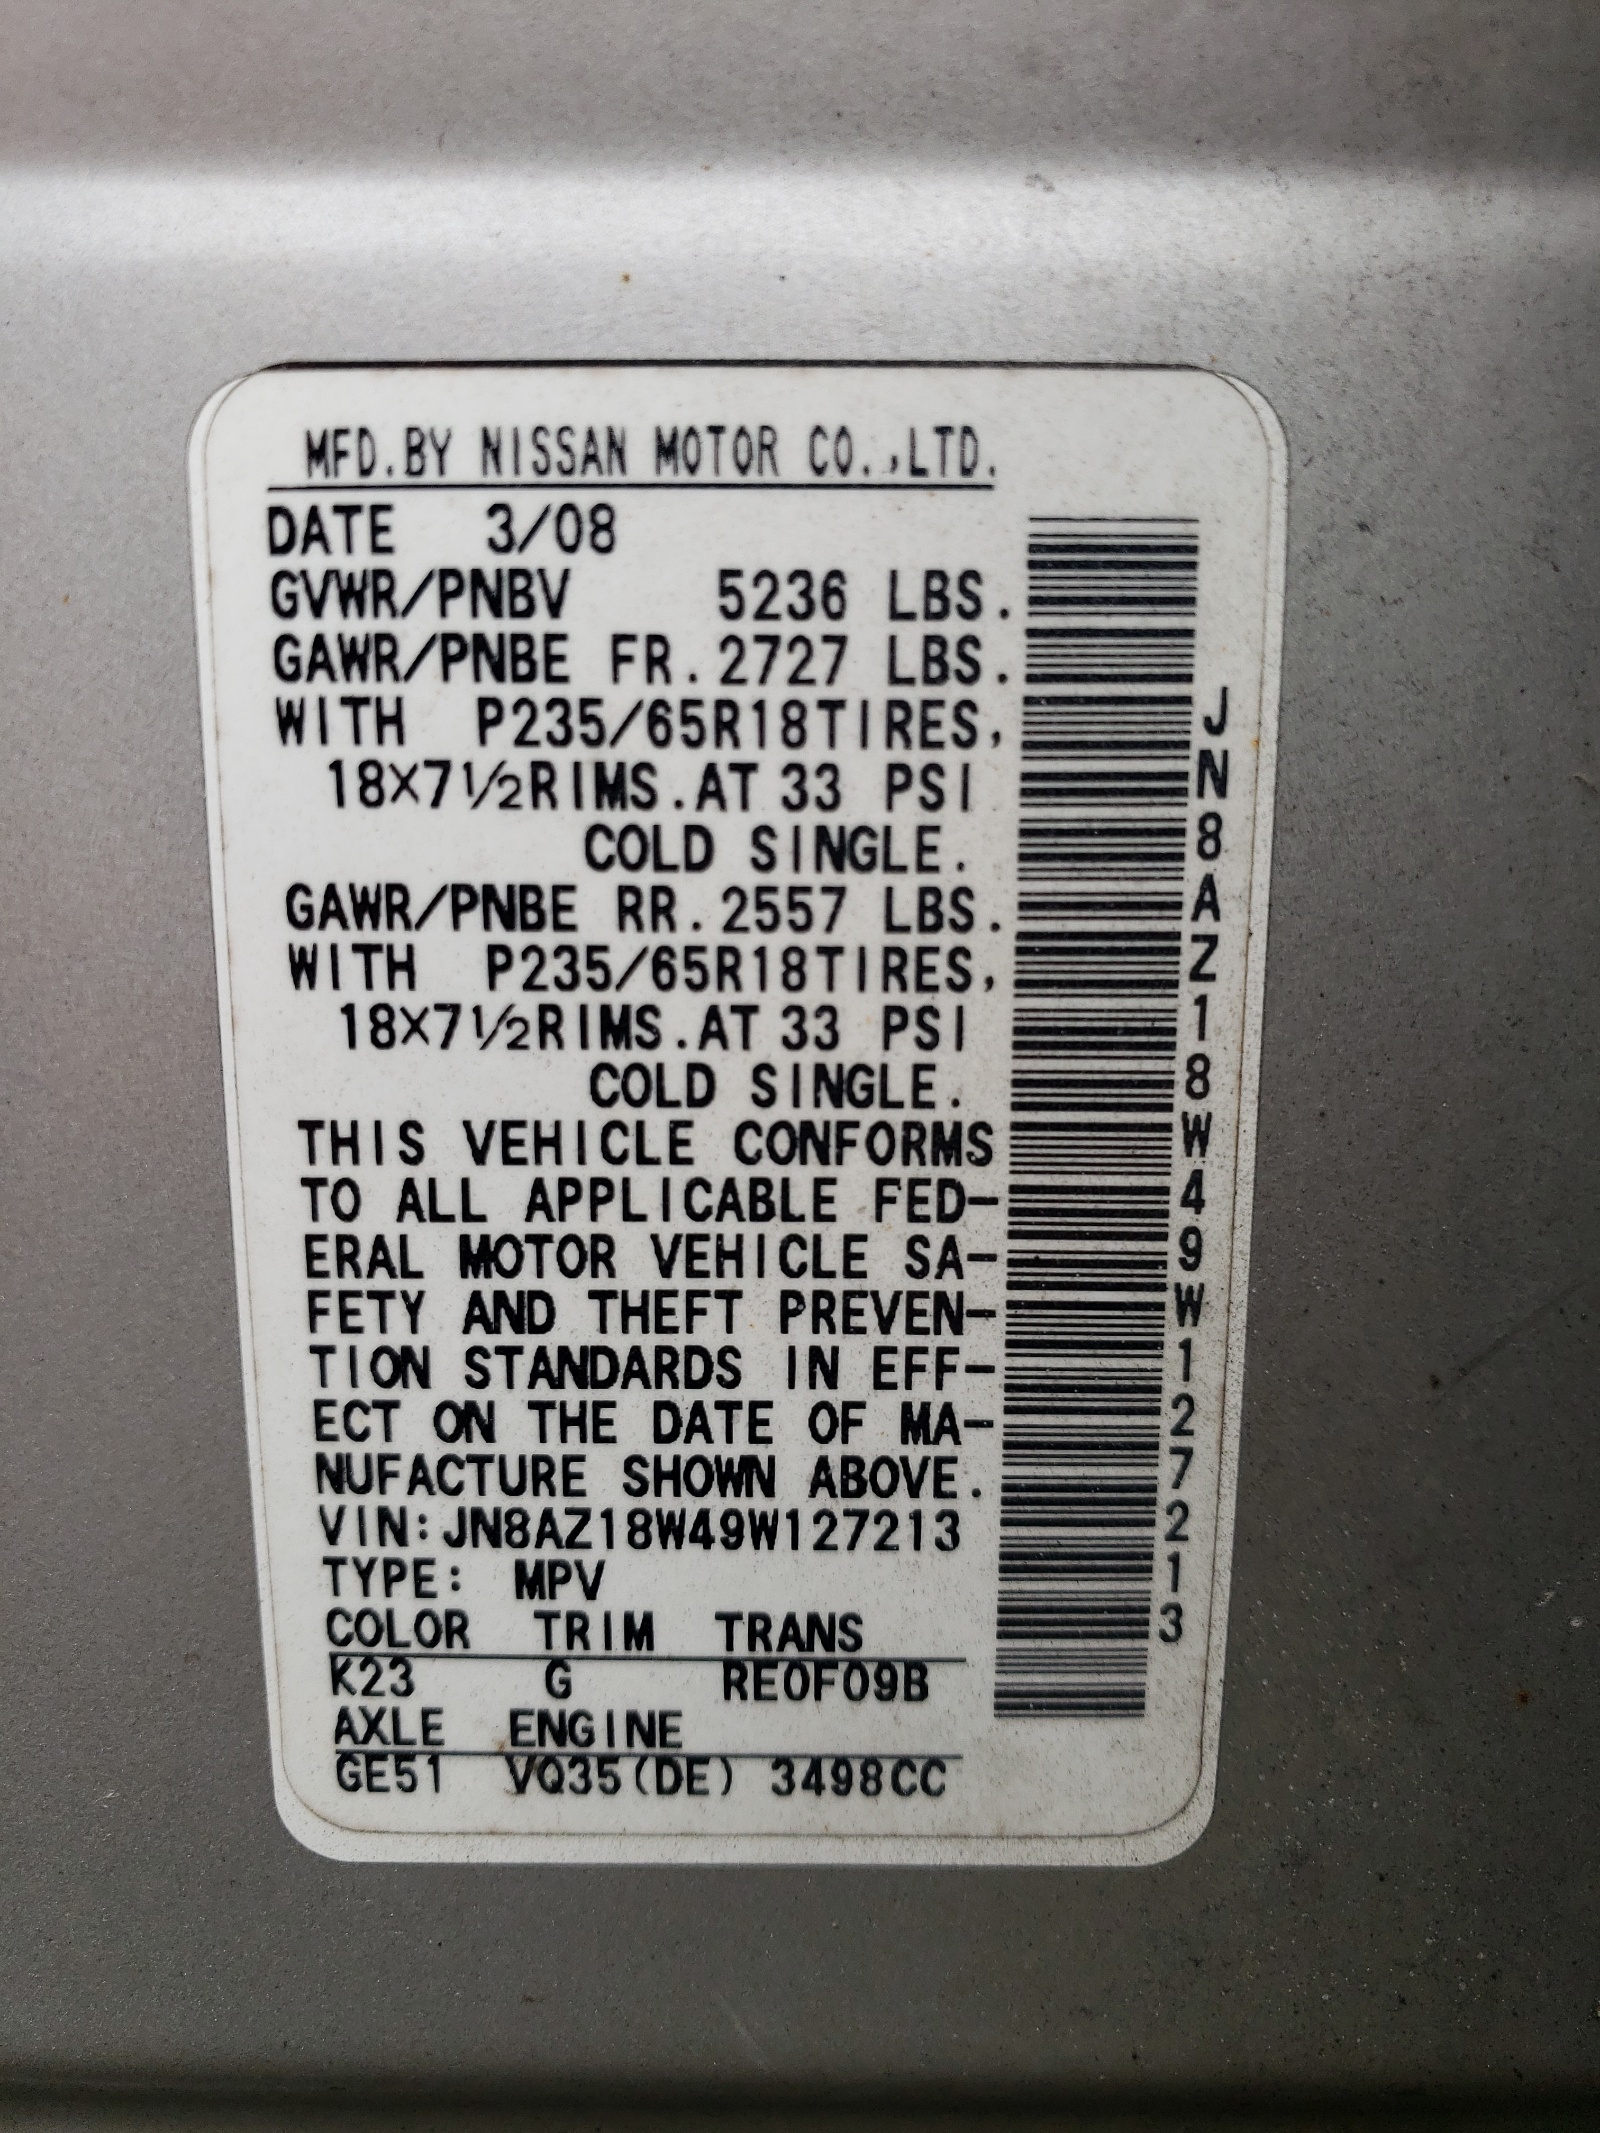 MFD.BY NISSAN MOTOR CO.,LTD.
DATE 3/08
GVWR/PNBV 5236 LBS.
GAWR/PNBE FR.2727 LBS.
WITH P235/65R18TIRES,
18X7½RIMS.AT 33 PSI
COLD SINGLE.
GAWR/PNBE RR.2557 LBS.
WITH P235/65R18TIRES,
18X7½RIMS.AT 33 PSI
COLD SINGLE.
THIS VEHICLE CONFORMS
TO ALL APPLICABLE FED-
ERAL MOTOR VEHICLE SA-
FETY AND THEFT PREVEN-
TION STANDARDS IN EFF-
ECT ON THE DATE OF MA-
NUFACTURE SHOWN ABOVE.
VIN:JN8AZ18W49W127213
TYPE: MPV
COLOR TRIM TRANS
K23 G RE0F09B
AXLE ENGINE
GE51 VQ35(DE) 3498CC
JN8AZ18W49W127213